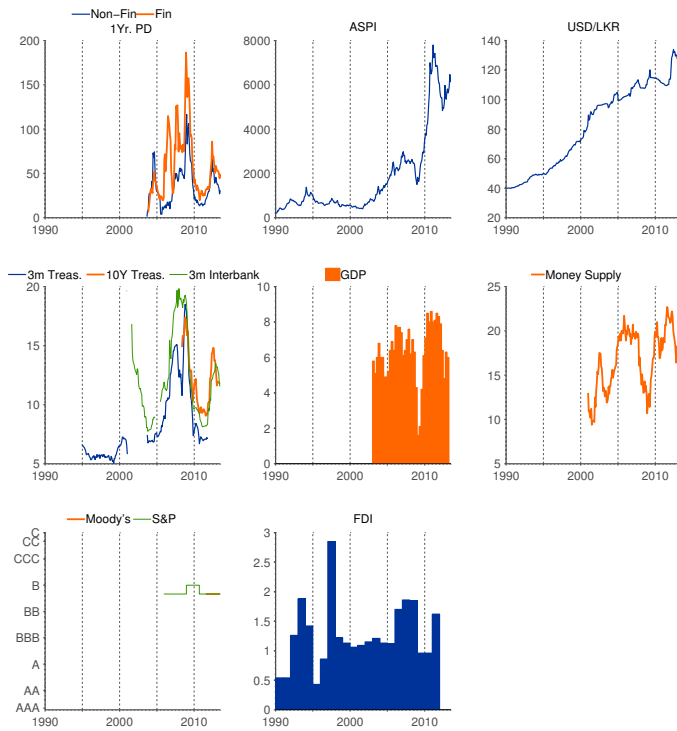 Non−Fin Fin
1Yr. PD
200
150
100
50
0
1990 2000 2010
ASPI
8000
6000
4000
2000
0
1990 2000 2010
USD/LKR
140
120
100
80
60
40
20
1990 2000 2010
3m Treas. 10Y Treas. 3m Interbank
20
15
10
5
1990 2000 2010
GDP
10
8
6
4
2
0
1990 2000 2010
Money Supply
25
20
15
10
5
1990 2000 2010
Moody's S&P
C
CC
CCC
B
BB
BBB
A
AA
AAA
1990 2000 2010
FDI
3
2.5
2
1.5
1
0.5
0
1990 2000 2010